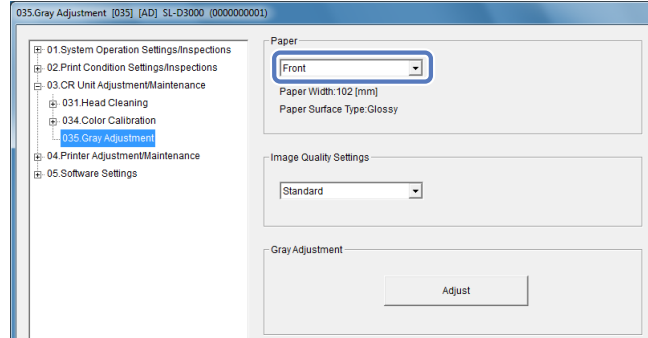 035.Gray Adjustment [035] [AD] SL-D3000 (0000000001)
01.System Operation Settings/Inspections
02.Print Condition Settings/Inspections
03.CR Unit Adjustment/Maintenance
031.Head Cleaning
034.Color Calibration
035.Gray Adjustment
04.Printer Adjustment/Maintenance
05.Software Settings
Paper
Front
Paper Width:102 [mm]
Paper Surface Type:Glossy
Image Quality Settings
Standard
Gray Adjustment
Adjust